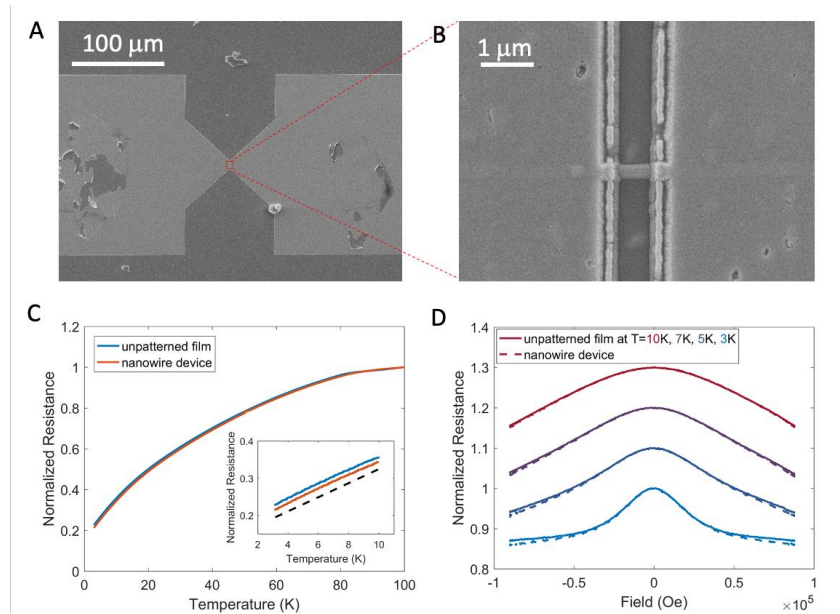 A
100 μm
B
1 μm
C
1.2
1
0.8
0.6
0.4
0.2
0
Normalized Resistance
unpatterned film
nanowire device
0.4
0.3
0.2
Normalized Resistance
2 4 6 8 10
Temperature (K)
0 20 40 60 80 100
Temperature (K)
D
1.4
1.3
1.2
1.1
1
0.9
0.8
Normalized Resistance
unpatterned film at T=10K, 7K, 5K, 3K
nanowire device
-1 -0.5 0 0.5 1
×10⁵
Field (Oe)